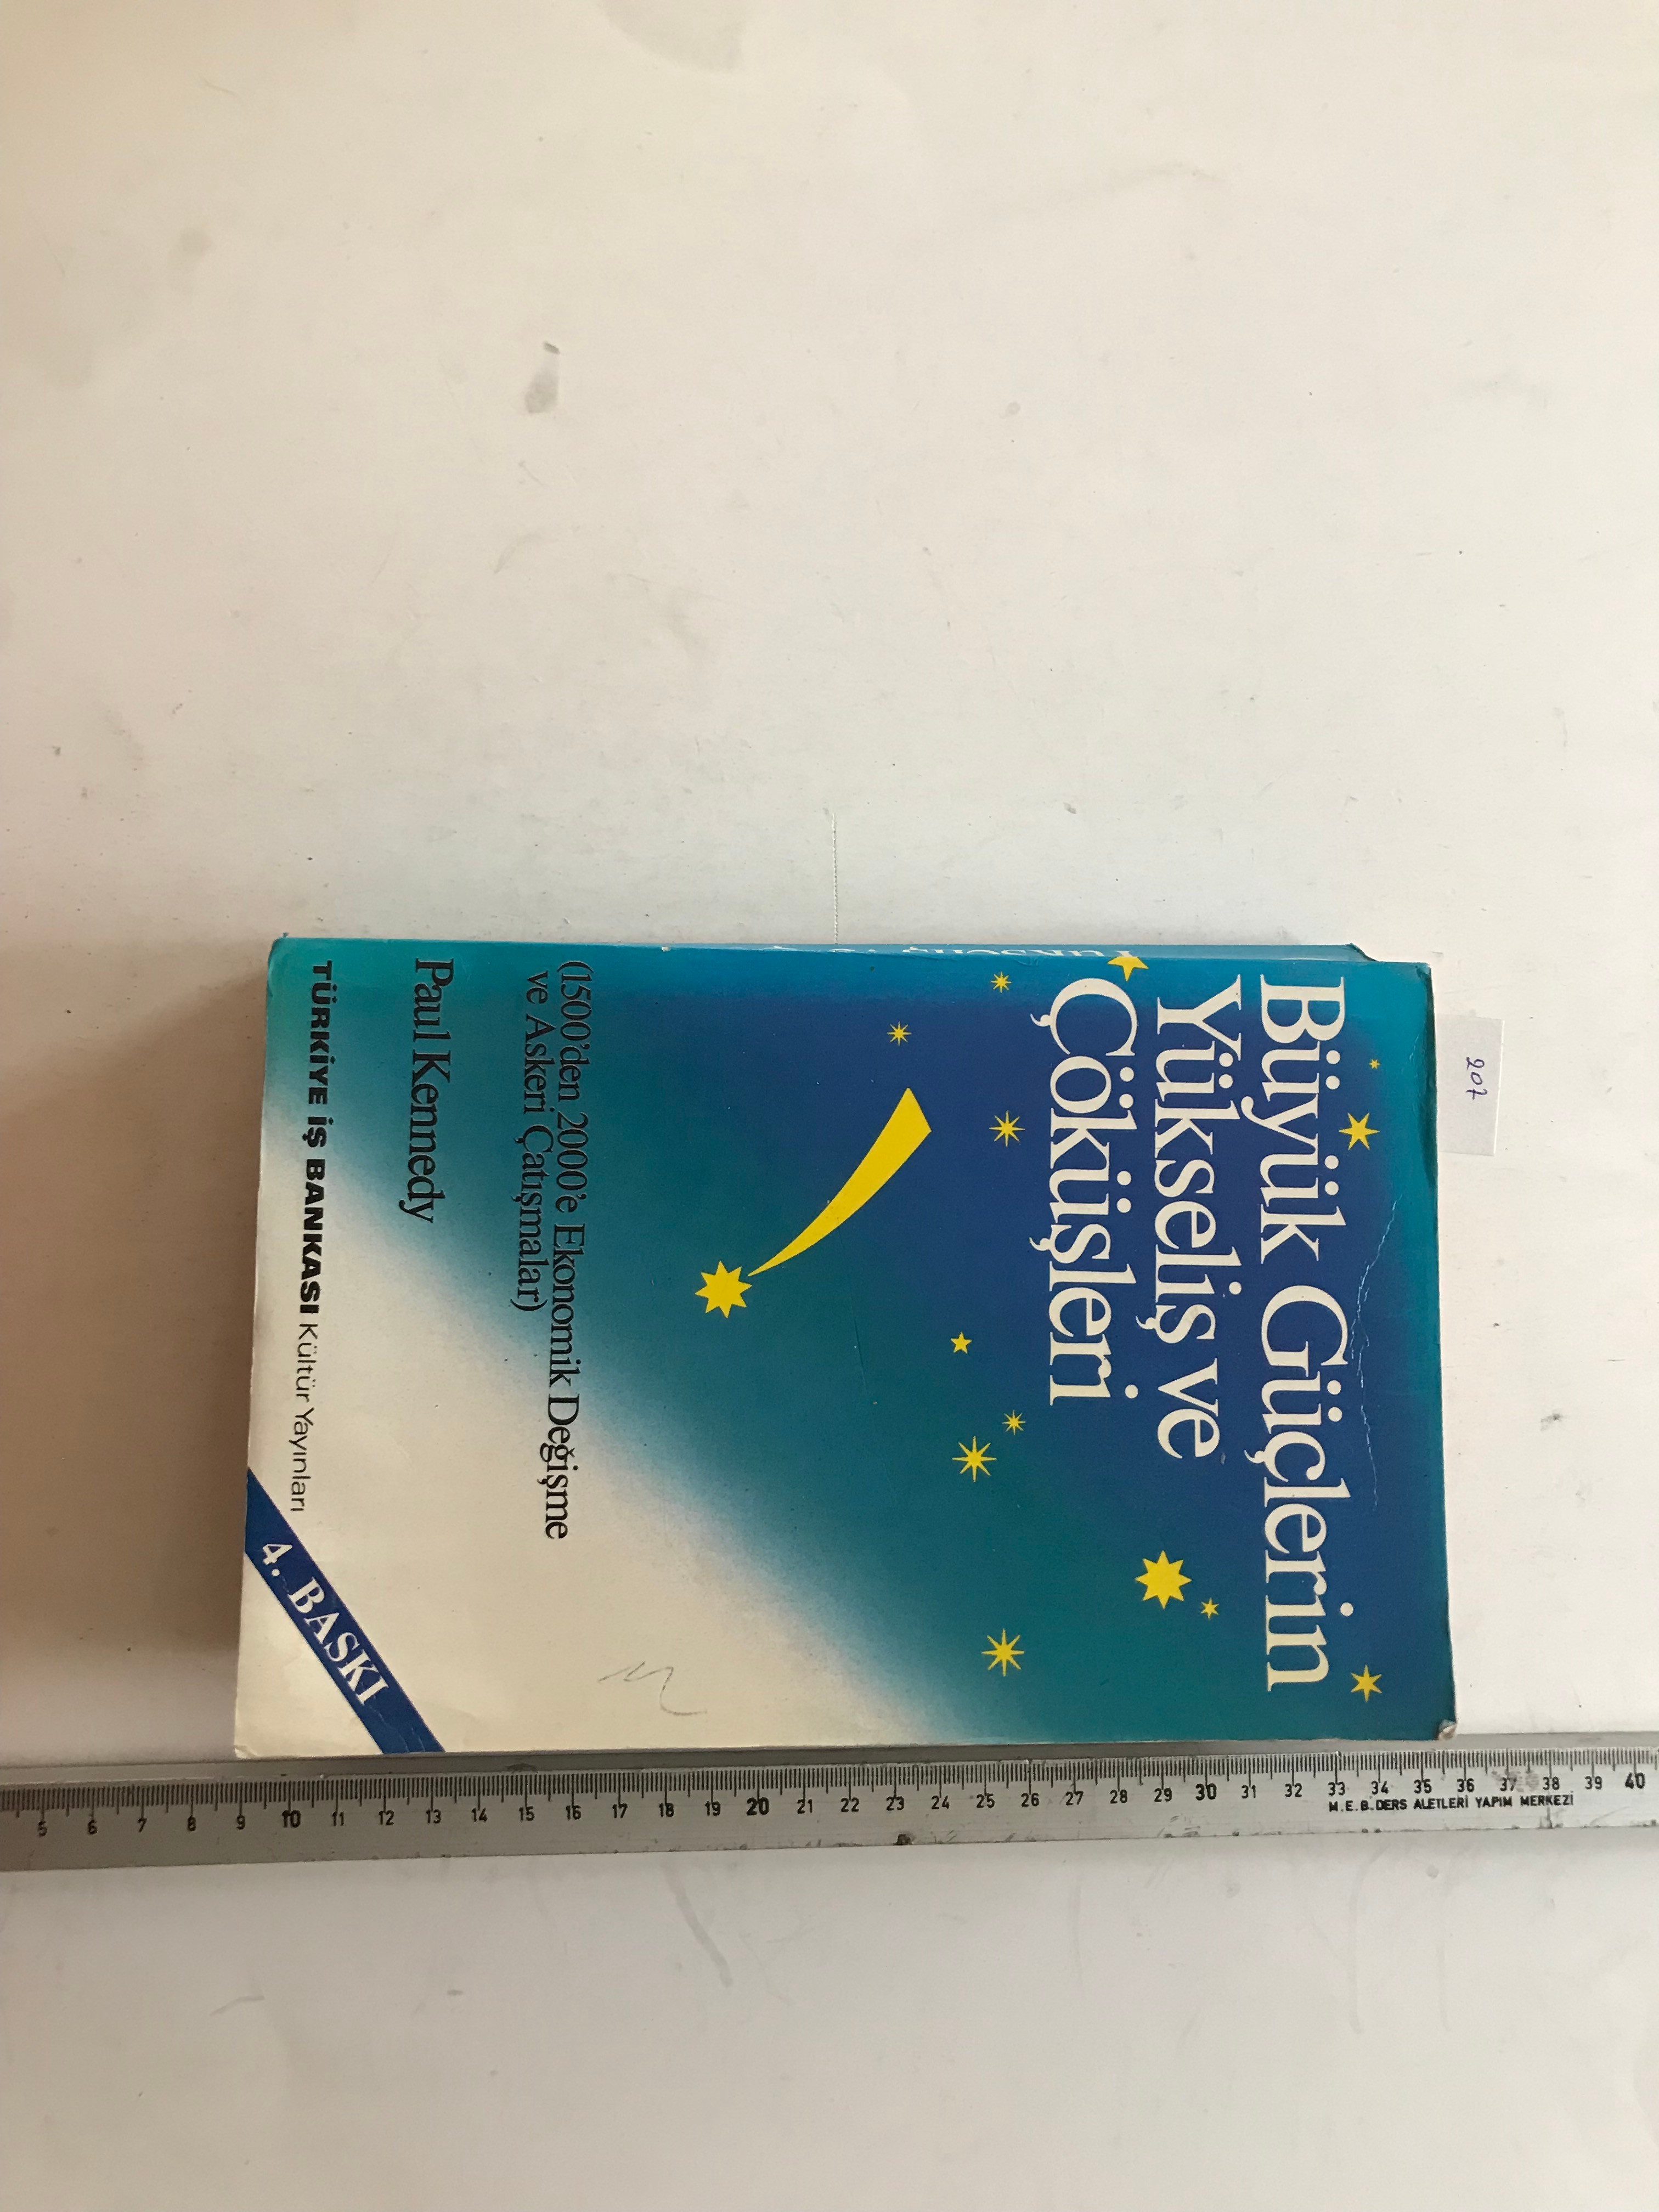 Büyük Güçlerin
Yükseliş ve
Çöküşleri
(1500'den 2000'e Ekonomik Değişme
ve Askeri Çatışmalar)
Paul Kennedy
TÜRKİYE İŞ BANKASI Kültür Yayınları
4. BASKI
207
5 6 7 8 9 10 11 12 13 14 15 16 17 18 19 20 21 22 23 24 25 26 27 28 29 30 31 32 33 34 35 36 37 38 39 40
M.E.B. DERS ALETLERİ YAPIM MERKEZİ